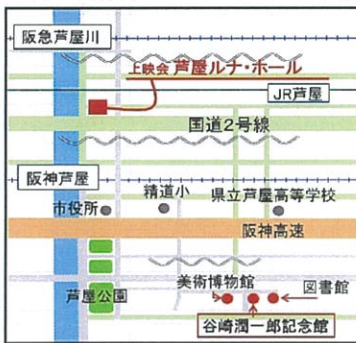 阪急芦屋川
上映会 芦屋ルナ・ホール
JR芦屋
国道2号線
阪神芦屋
精道小
市役所
県立芦屋高等学校
阪神高速
美術博物館
図書館
芦屋公園
谷崎潤一郎記念館